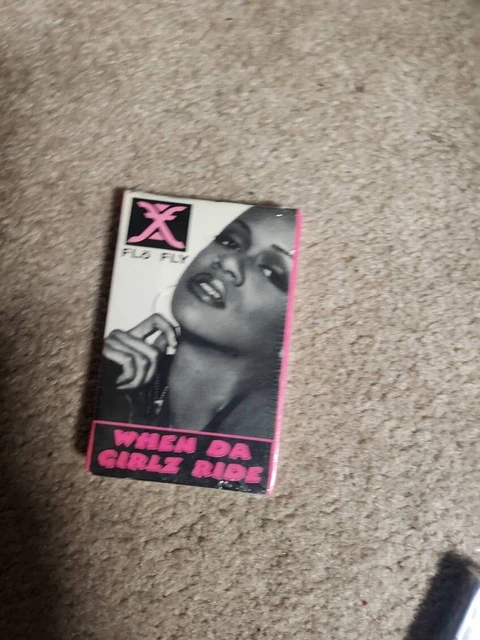 FLO FLY
WHEN DA
GIRLZ RIDE